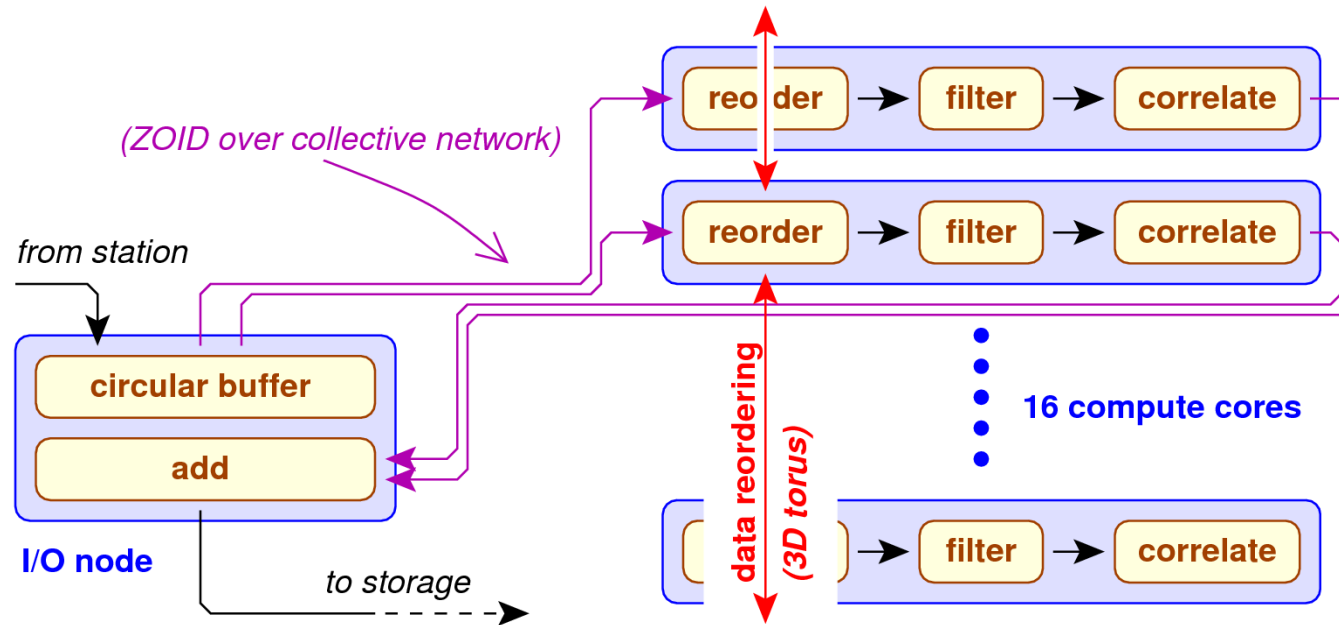 reorder
filter
correlate
(ZOID over collective network)
reorder
filter
correlate
from station
circular buffer
add
I/O node
to storage
data reordering
(3D torus)
16 compute cores
filter
correlate